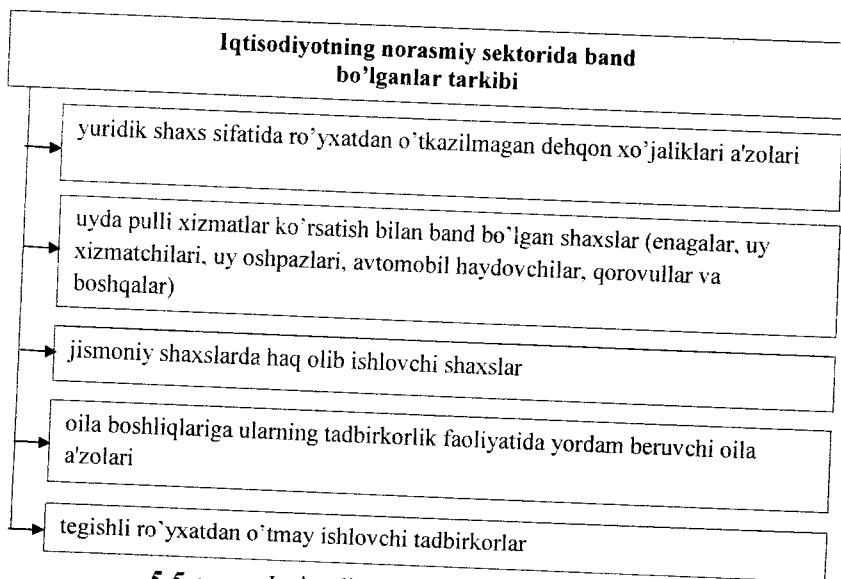 Iqtisodiyotning norasmiy sektorida band
bo’lganlar tarkibi
yuridik shaxs sifatida ro’yxatdan o’tkazilmagan dehqon xo’jaliklari a'zolari
uyda pulli xizmatlar ko’rsatish bilan band bo’lgan shaxslar (enagalar, uy
xizmatchilari, uy oshpazlari, avtomobil haydovchilar, qorovullar va
boshqalar)
jismoniy shaxslarda haq olib ishlovchi shaxslar
oila boshliqlariga ularning tadbirkorlik faoliyatida yordam beruvchi oila
a'zolari
tegishli ro’yxatdan o’tmay ishlovchi tadbirkorlar